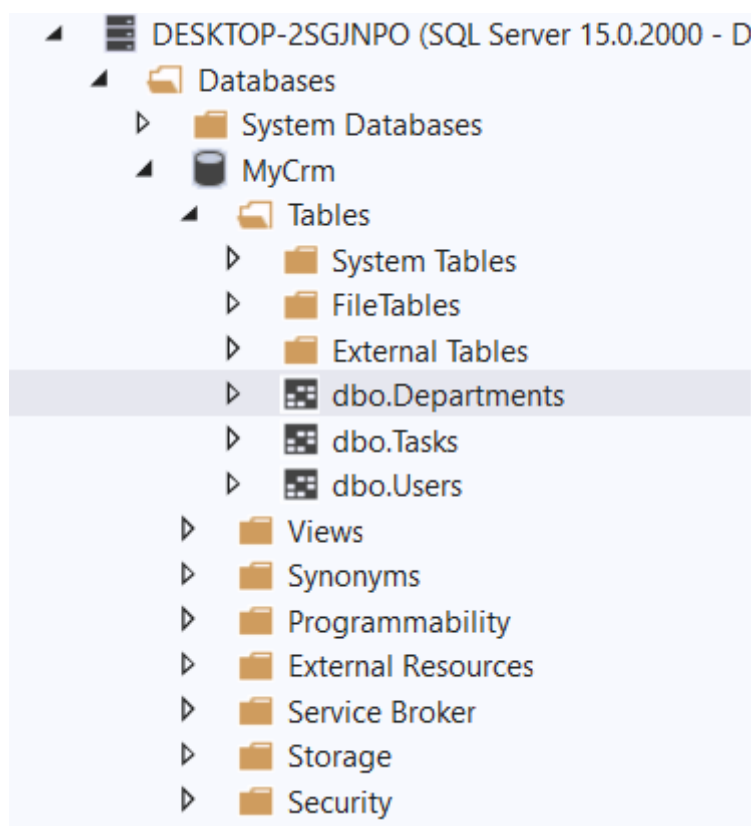 DESKTOP-2SGJNPO (SQL Server 15.0.2000 - D
Databases
System Databases
MyCrm
Tables
System Tables
FileTables
External Tables
dbo.Departments
dbo.Tasks
dbo.Users
Views
Synonyms
Programmability
External Resources
Service Broker
Storage
Security